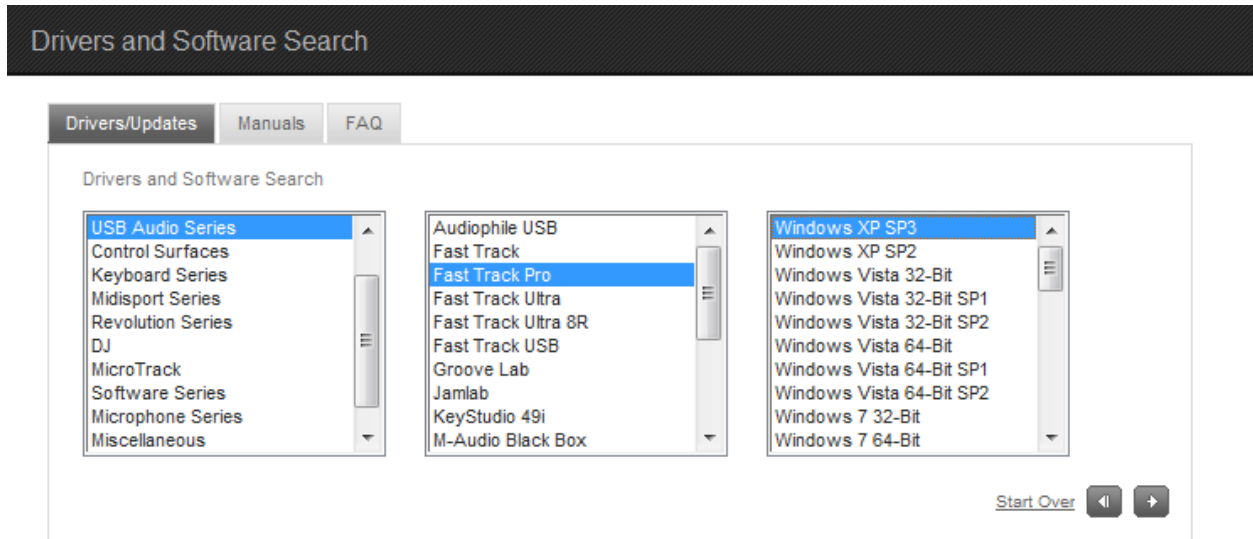 Drivers and Software Search
Drivers/Updates
Manuals
FAQ
Drivers and Software Search
USB Audio Series
Control Surfaces
Keyboard Series
Midisport Series
Revolution Series
DJ
MicroTrack
Software Series
Microphone Series
Miscellaneous
Audiophile USB
Fast Track
Fast Track Pro
Fast Track Ultra
Fast Track Ultra 8R
Fast Track USB
Groove Lab
Jamlab
KeyStudio 49i
M-Audio Black Box
Windows XP SP3
Windows XP SP2
Windows Vista 32-Bit
Windows Vista 32-Bit SP1
Windows Vista 32-Bit SP2
Windows Vista 64-Bit
Windows Vista 64-Bit SP1
Windows Vista 64-Bit SP2
Windows 7 32-Bit
Windows 7 64-Bit
Start Over